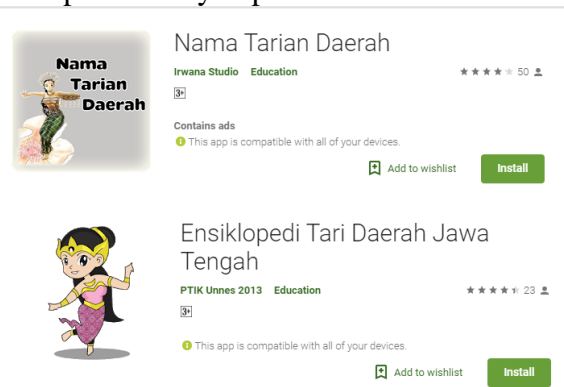 Nama Tarian Daerah
Nama
Tarian
Daerah
Irwana Studio Education
50
3+
Contains ads
This app is compatible with all of your devices.
Add to wishlist
Install
Ensiklopedi Tari Daerah Jawa
Tengah
PTIK Unnes 2013 Education
23
3+
This app is compatible with all of your devices.
Add to wishlist
Install